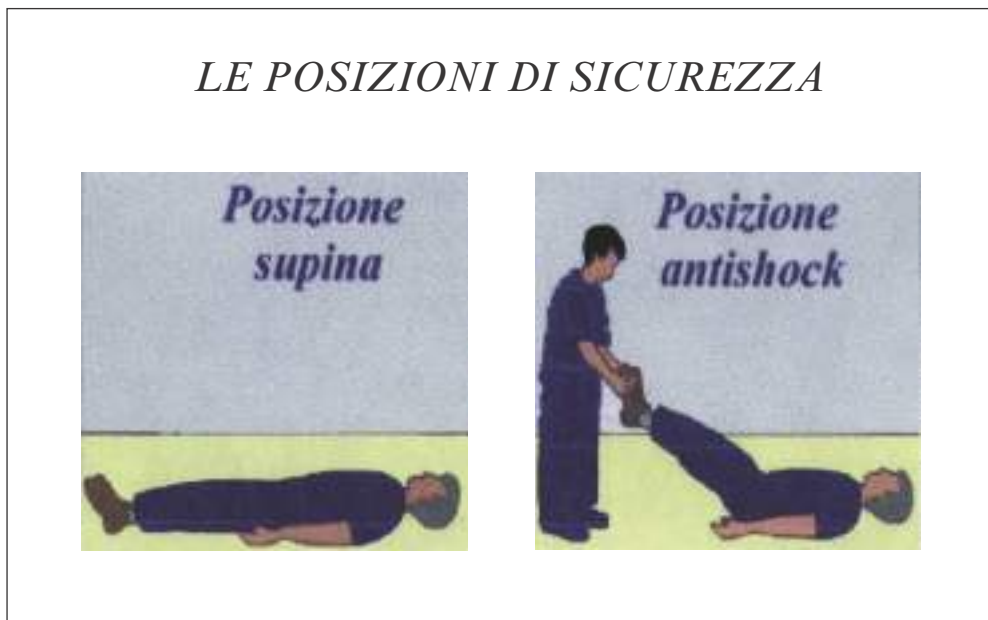 LE POSIZIONI DI SICUREZZA
Posizione
supina
Posizione
antishock